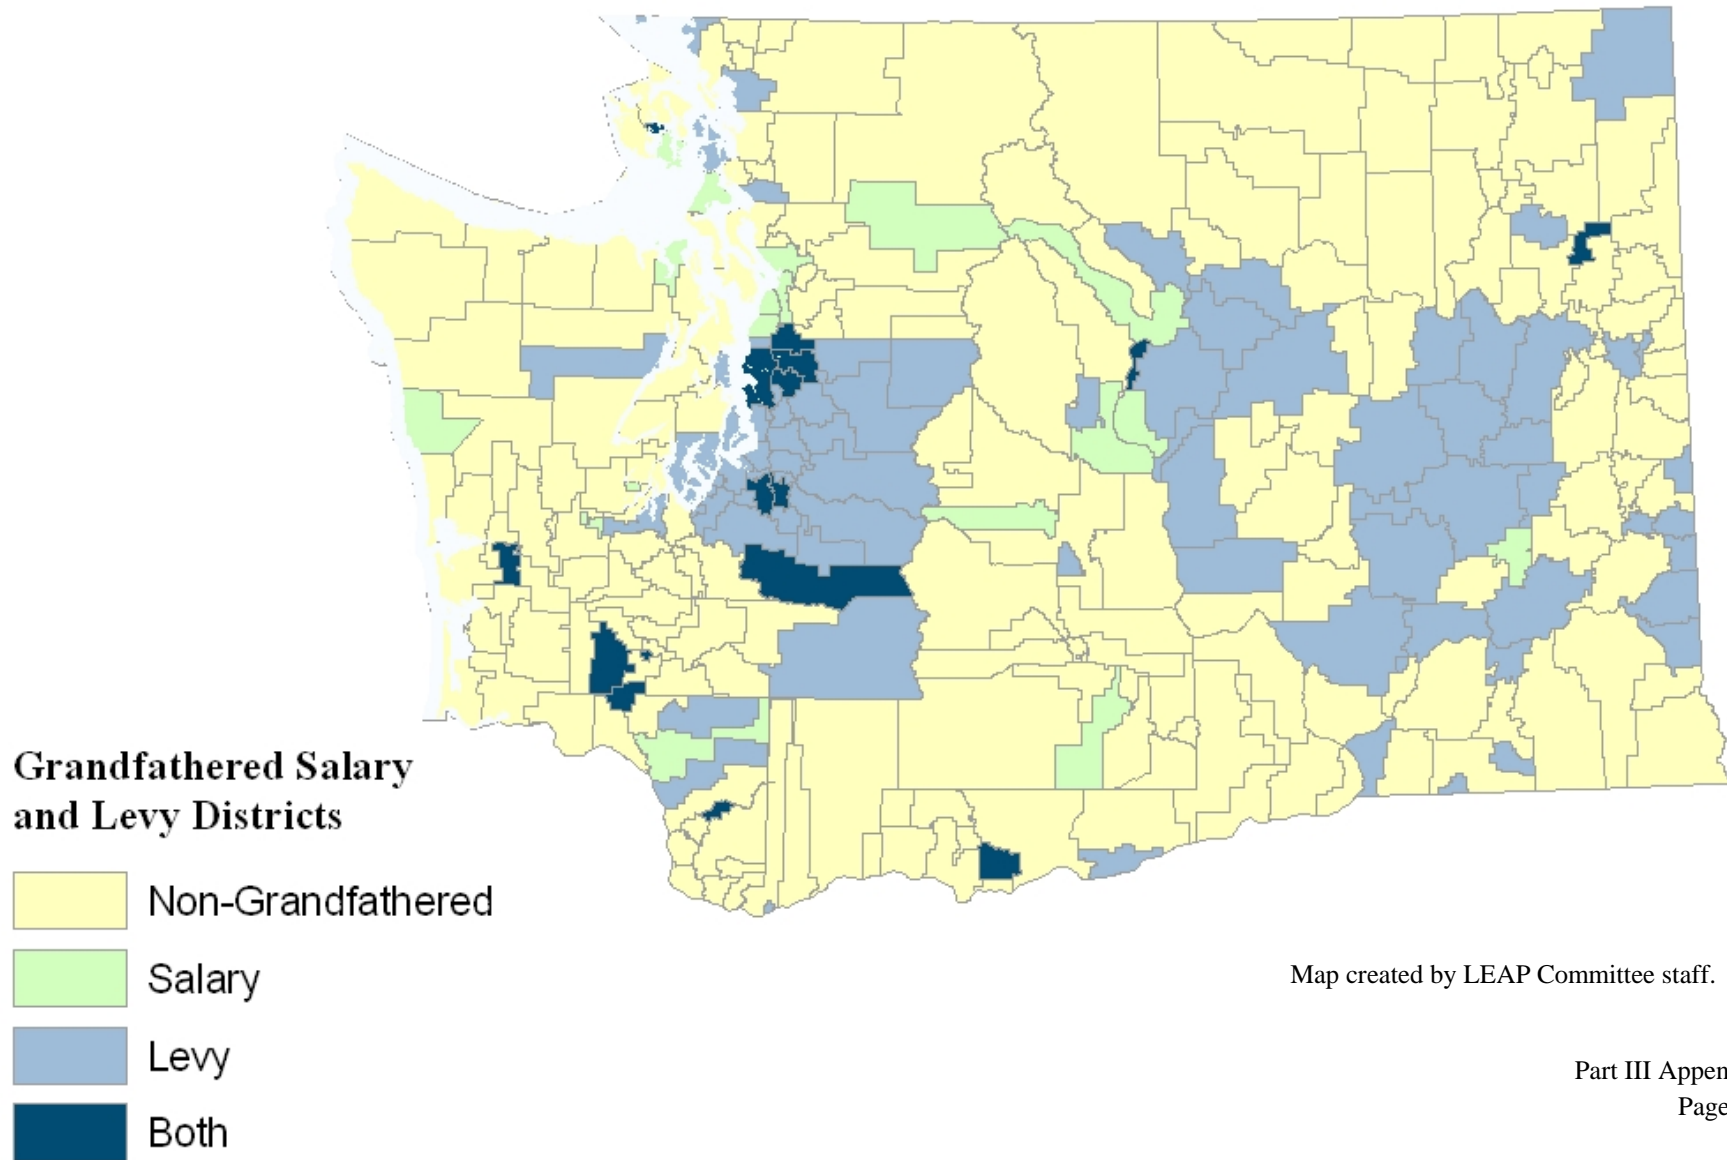 Grandfathered Salary
and Levy Districts
Non-Grandfathered
Salary
Levy
Both
Map created by LEAP Committee staff.
Part III Appen
Page